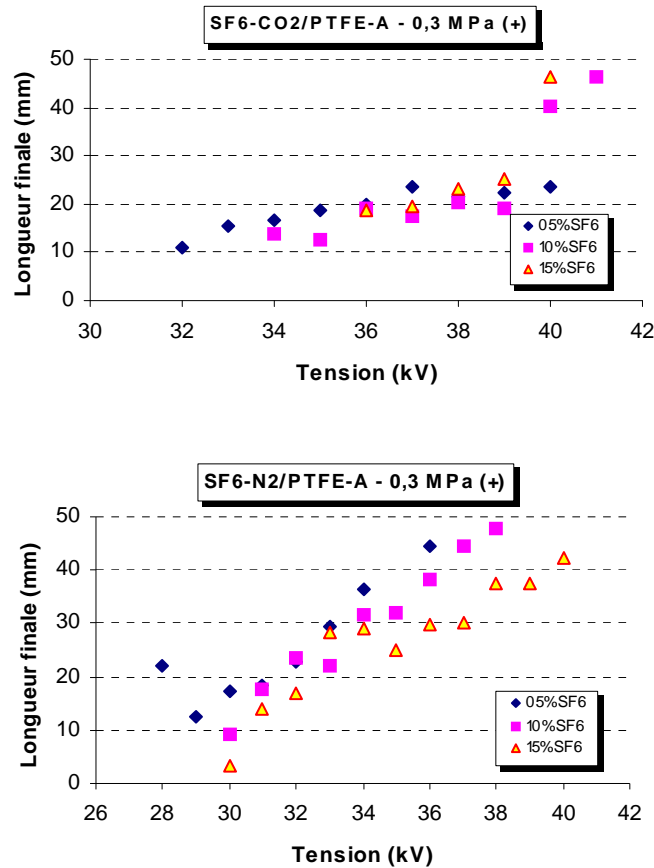 SF6-CO2/PTFE-A - 0,3 MPa (+)
50
40
30
20
10
0
Longueur finale (mm)
05%SF6
10%SF6
15%SF6
30 32 34 36 38 40 42
Tension (kV)
SF6-N2/PTFE-A - 0,3 MPa (+)
50
40
30
20
10
0
Longueur finale (mm)
05%SF6
10%SF6
15%SF6
26 28 30 32 34 36 38 40 42
Tension (kV)